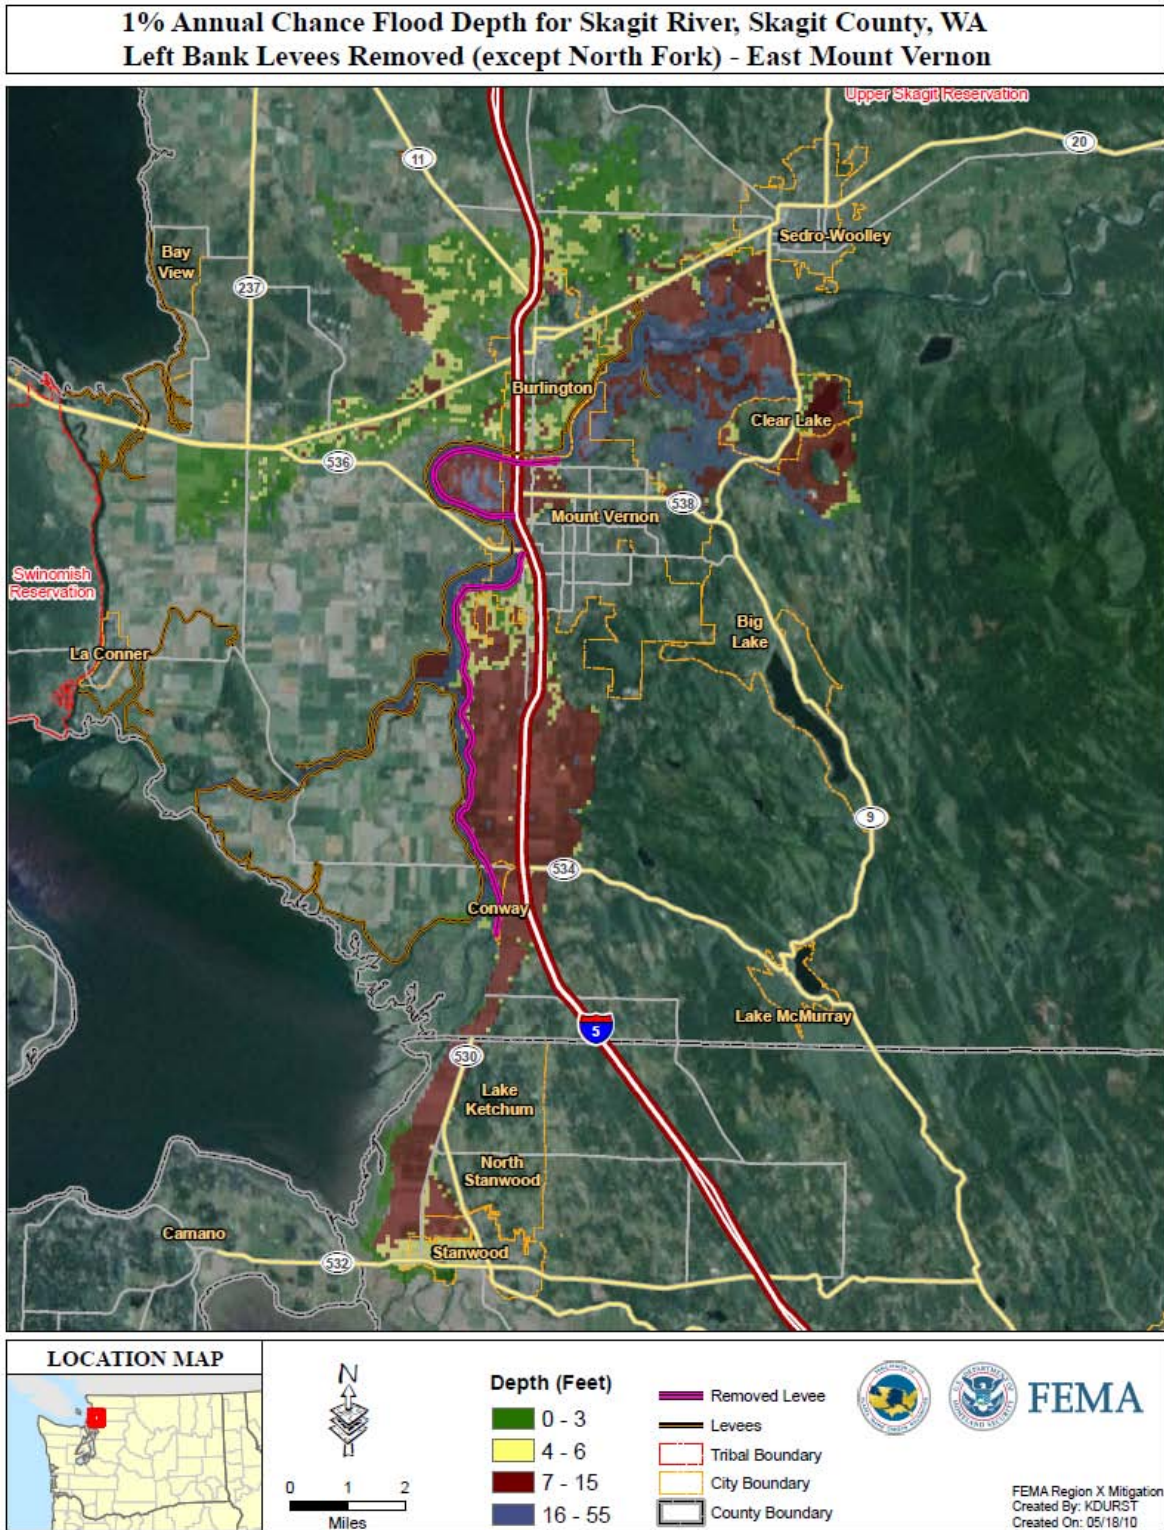 1% Annual Chance Flood Depth for Skagit River, Skagit County, WA
Left Bank Levees Removed (except North Fork) - East Mount Vernon
Upper Skagit Reservation
20
11
Sedro-Woolley
Bay
View
237
Burlington
Clear Lake
536
538
Mount Vernon
Swinomish
Reservation
Big
Lake
La Conner
9
534
Conway
Lake McMurray
5
530
Lake
Ketchum
North
Stanwood
Camano
Stanwood
532
LOCATION MAP
N
0 1 2
Miles
Depth (Feet)
0 - 3
4 - 6
7 - 15
16 - 55
Removed Levee
Levees
Tribal Boundary
City Boundary
County Boundary
FEMA
FEMA Region X Mitigation
Created By: KDURST
Created On: 05/18/10